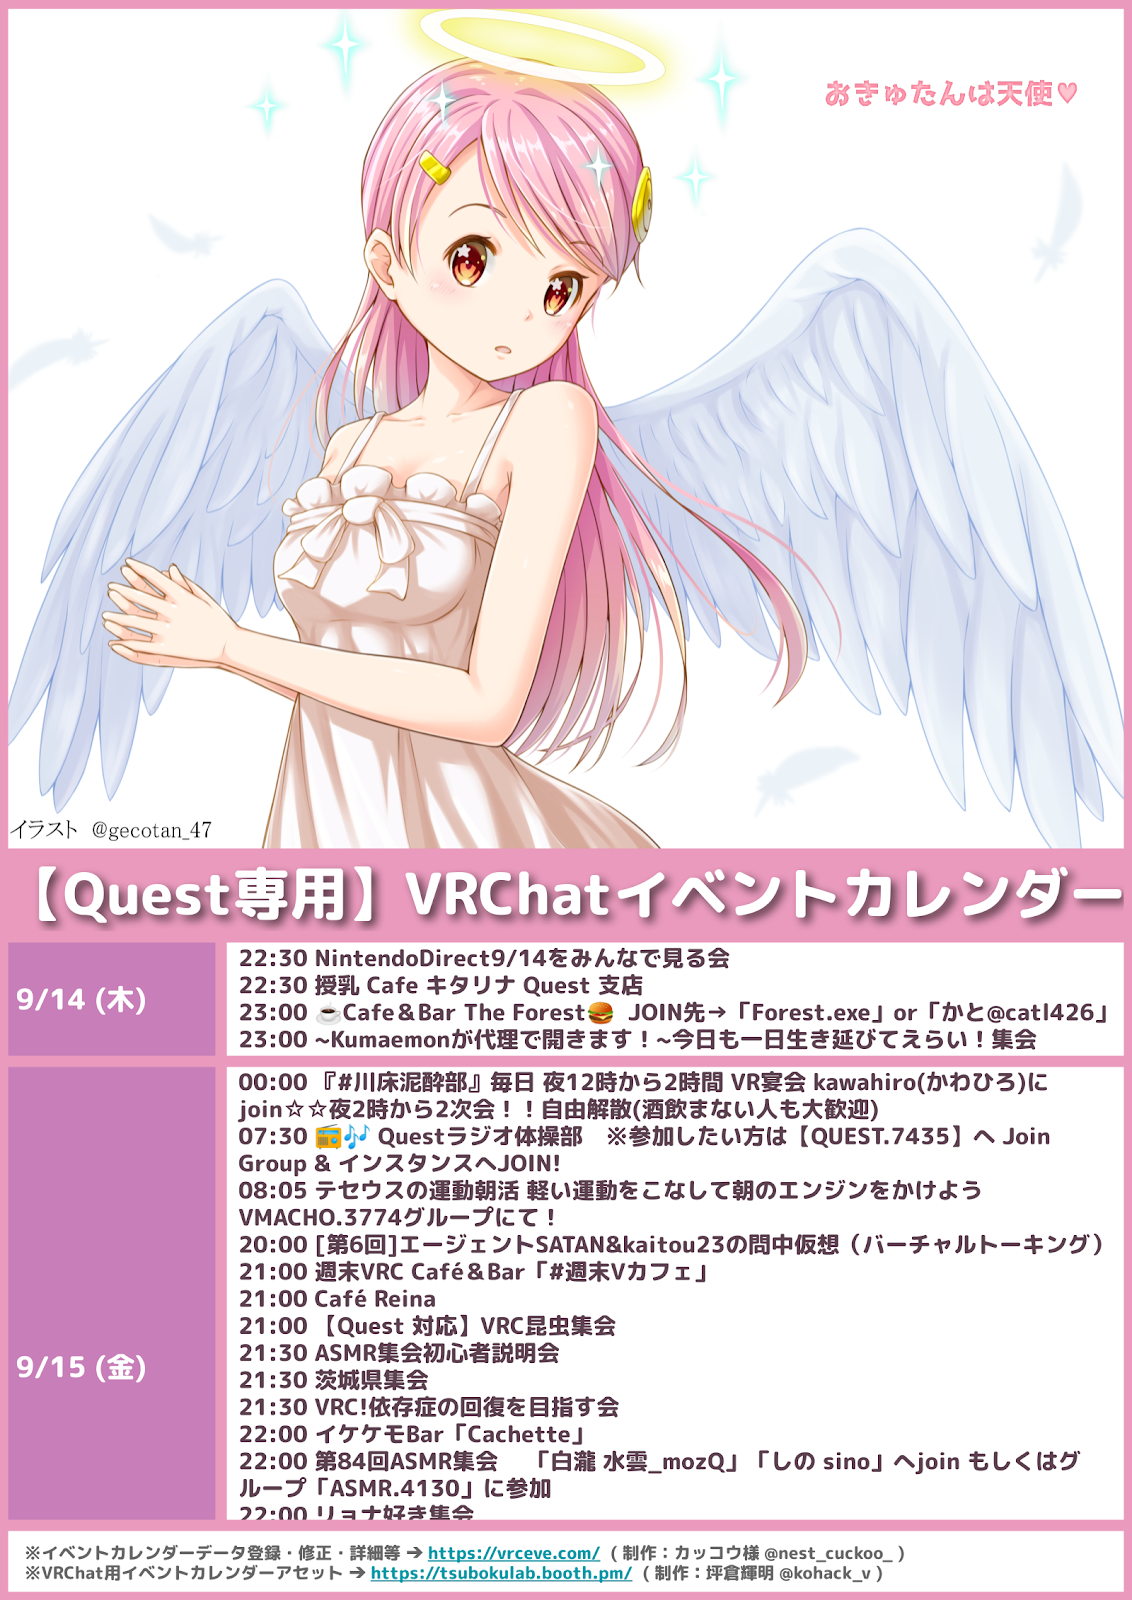 おきゅたんは天使♥
イラスト @gecotan_47
【Quest専用】VRChatイベントカレンダー
9/14 (木)
22:30 NintendoDirect9/14をみんなで見る会
22:30 授乳 Cafe キタリナ Quest 支店
23:00 ☕Cafe＆Bar The Forest🍔 JOIN先→「Forest.exe」or「かと@catl426」
23:00 ~Kumaemonが代理で開きます！~今日も一日生き延びてえらい！集会
9/15 (金)
00:00 『#川床泥酔部』毎日 夜12時から2時間 VR宴会 kawahiro(かわひろ)に
join☆☆夜2時から2次会！！自由解散(酒飲まない人も大歓迎)
07:30 📻🎶 Questラジオ体操部　※参加したい方は【QUEST.7435】へ Join
Group & インスタンスへJOIN!
08:05 テセウスの運動朝活 軽い運動をこなして朝のエンジンをかけよう
VMACHO.3774グループにて！
20:00 [第6回]エージェントSATAN&kaitou23の問中仮想（バーチャルトーキング）
21:00 週末VRC Café＆Bar「#週末Vカフェ」
21:00 Café Reina
21:00 【Quest 対応】VRC昆虫集会
21:30 ASMR集会初心者説明会
21:30 茨城県集会
21:30 VRC!依存症の回復を目指す会
22:00 イケケモBar「Cachette」
22:00 第84回ASMR集会　「白瀧 水雲_mozQ」「しの sino」へjoin もしくはグ
ループ「ASMR.4130」に参加
22:00 リョナ好き集会
※イベントカレンダーデータ登録・修正・詳細等 ➔ https://vrceve.com/ （制作：カッコウ様 @nest_cuckoo_ ）
※VRChat用イベントカレンダーアセット ➔ https://tsubokulab.booth.pm/ （制作：坪倉輝明 @kohack_v ）